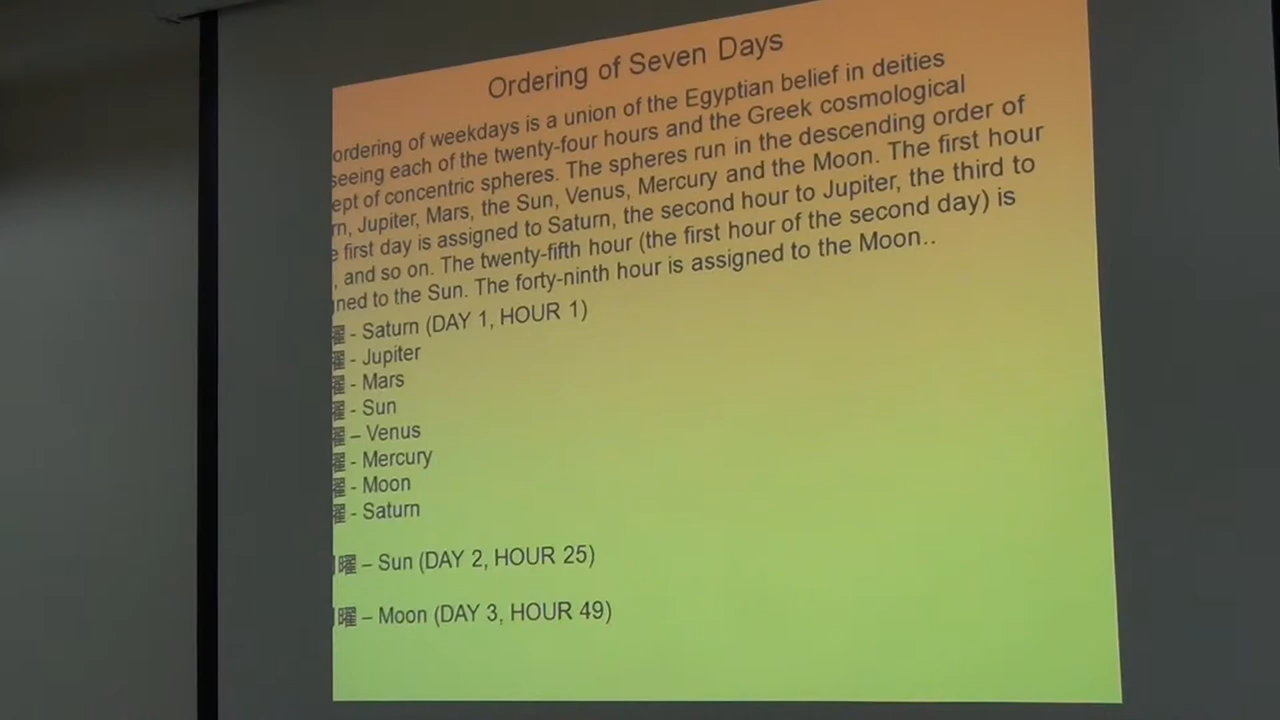 Ordering of Seven Days
ordering of weekdays is a union of the Egyptian belief in deities
seeing each of the twenty-four hours and the Greek cosmological
ept of concentric spheres. The spheres run in the descending order of
rn, Jupiter, Mars, the Sun, Venus, Mercury and the Moon. The first hour
e first day is assigned to Saturn, the second hour to Jupiter, the third to
, and so on. The twenty-fifth hour (the first hour of the second day) is
ned to the Sun. The forty-ninth hour is assigned to the Moon..
曜 - Saturn (DAY 1, HOUR 1)
曜 - Jupiter
曜 - Mars
曜 - Sun
曜 – Venus
曜 - Mercury
曜 - Moon
曜 - Saturn
曜 – Sun (DAY 2, HOUR 25)
曜 – Moon (DAY 3, HOUR 49)